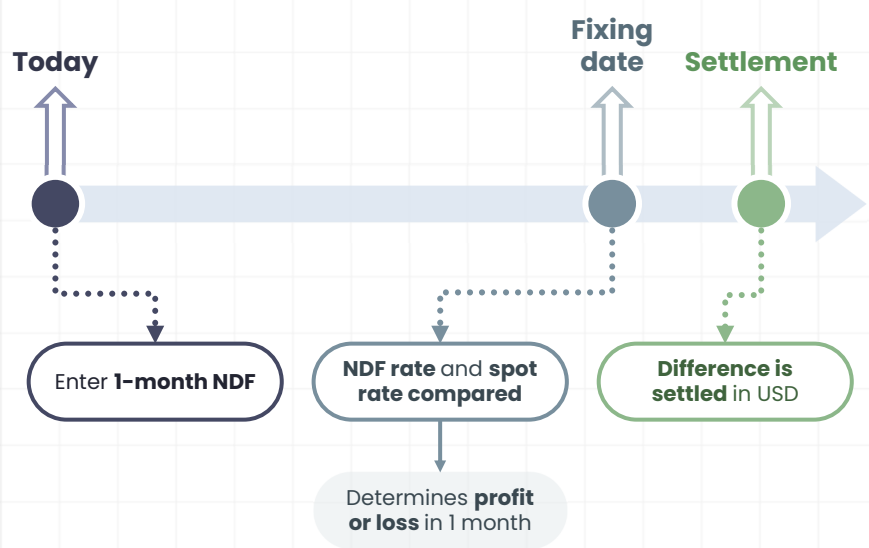 Today
Fixing
date
Settlement
Enter 1-month NDF
NDF rate and spot
rate compared
Difference is
settled in USD
Determines profit
or loss in 1 month